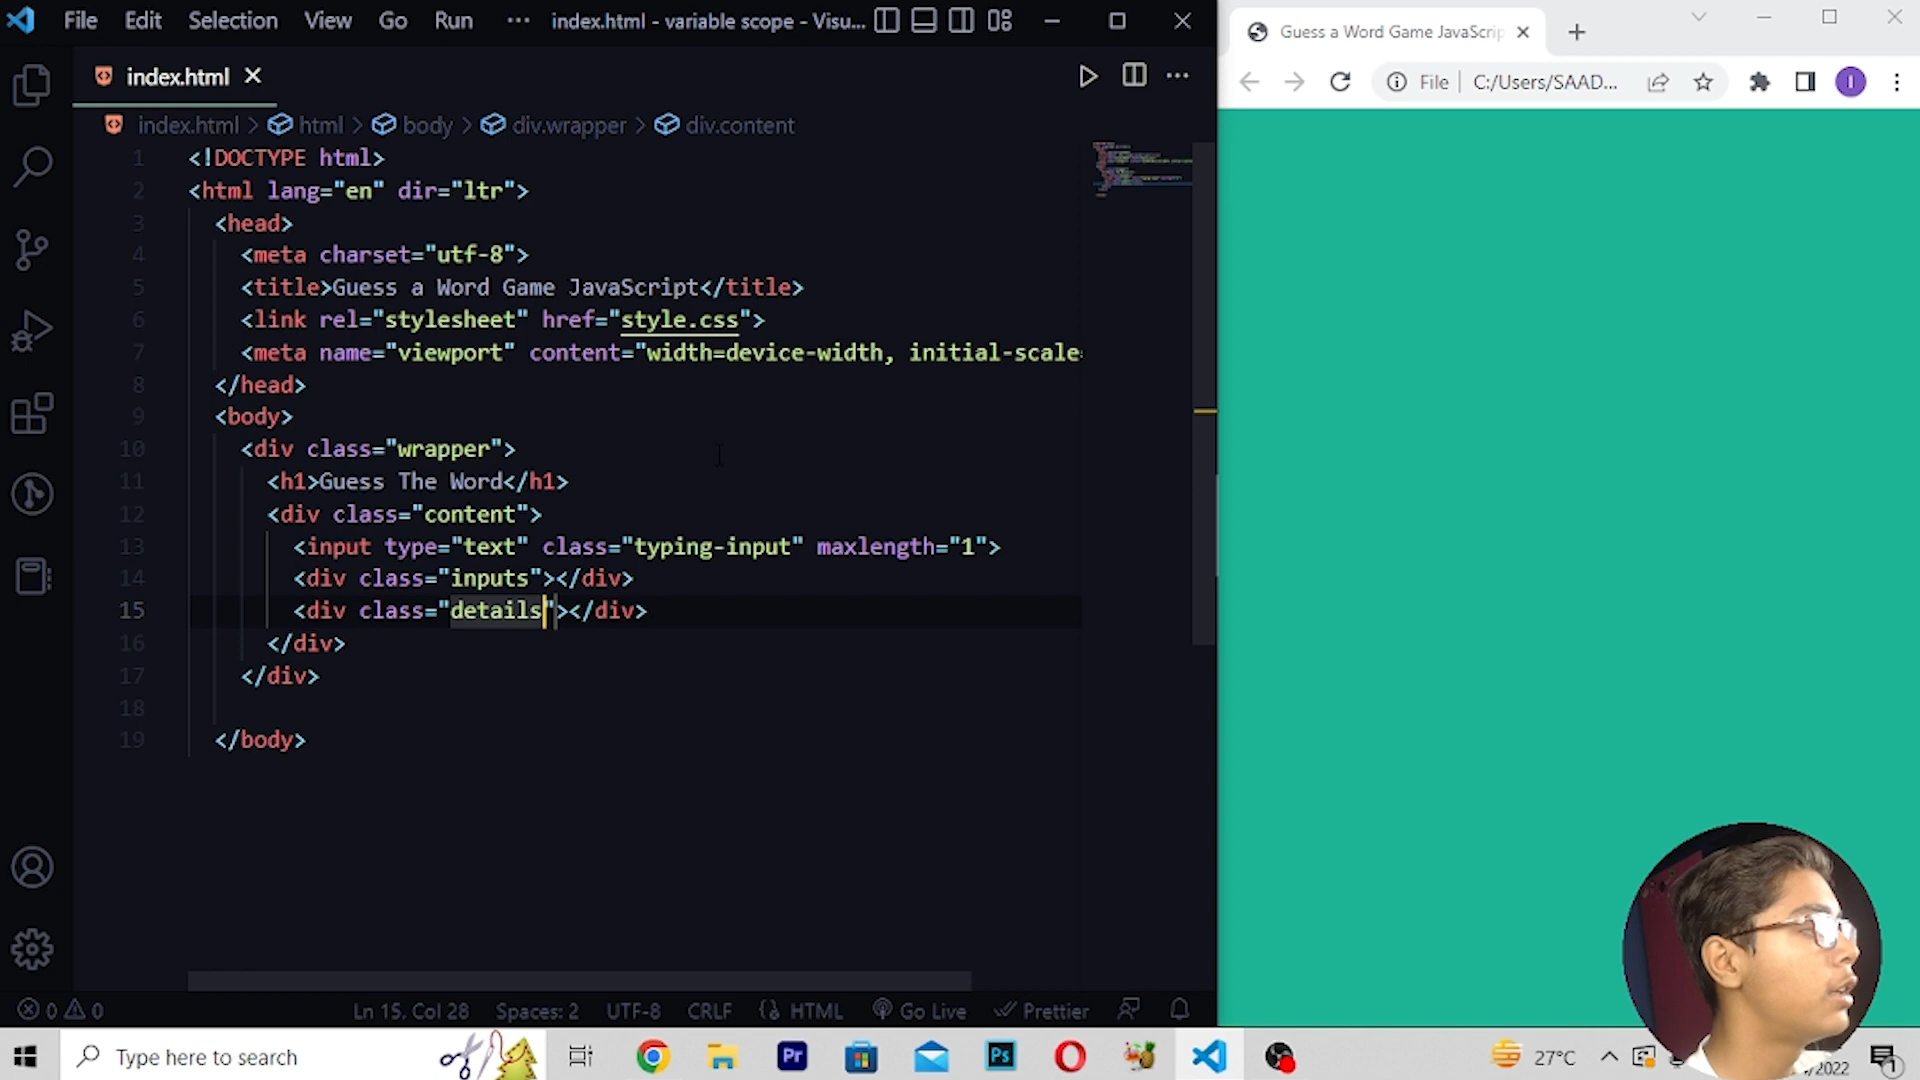 File Edit Selection View Go Run ··· index.html - variable scope - Visu...
index.html
index.html > html > body > div.wrapper > div.content
1 <!DOCTYPE html>
2 <html lang="en" dir="ltr">
3 <head>
4 <meta charset="utf-8">
5 <title>Guess a Word Game JavaScript</title>
6 <link rel="stylesheet" href="style.css">
7 <meta name="viewport" content="width=device-width, initial-scale=
8 </head>
9 <body>
10 <div class="wrapper">
11 <h1>Guess The Word</h1>
12 <div class="content">
13 <input type="text" class="typing-input" maxlength="1">
14 <div class="inputs"></div>
15 <div class="details"></div>
16 </div>
17 </div>
18
19 </body>
0 0 Ln 15, Col 28 Spaces: 2 UTF-8 CRLF {} HTML Go Live Prettier
Guess a Word Game JavaScrip
File | C:/Users/SAAD... I
Type here to search Pr Ps 27°C /2022 1